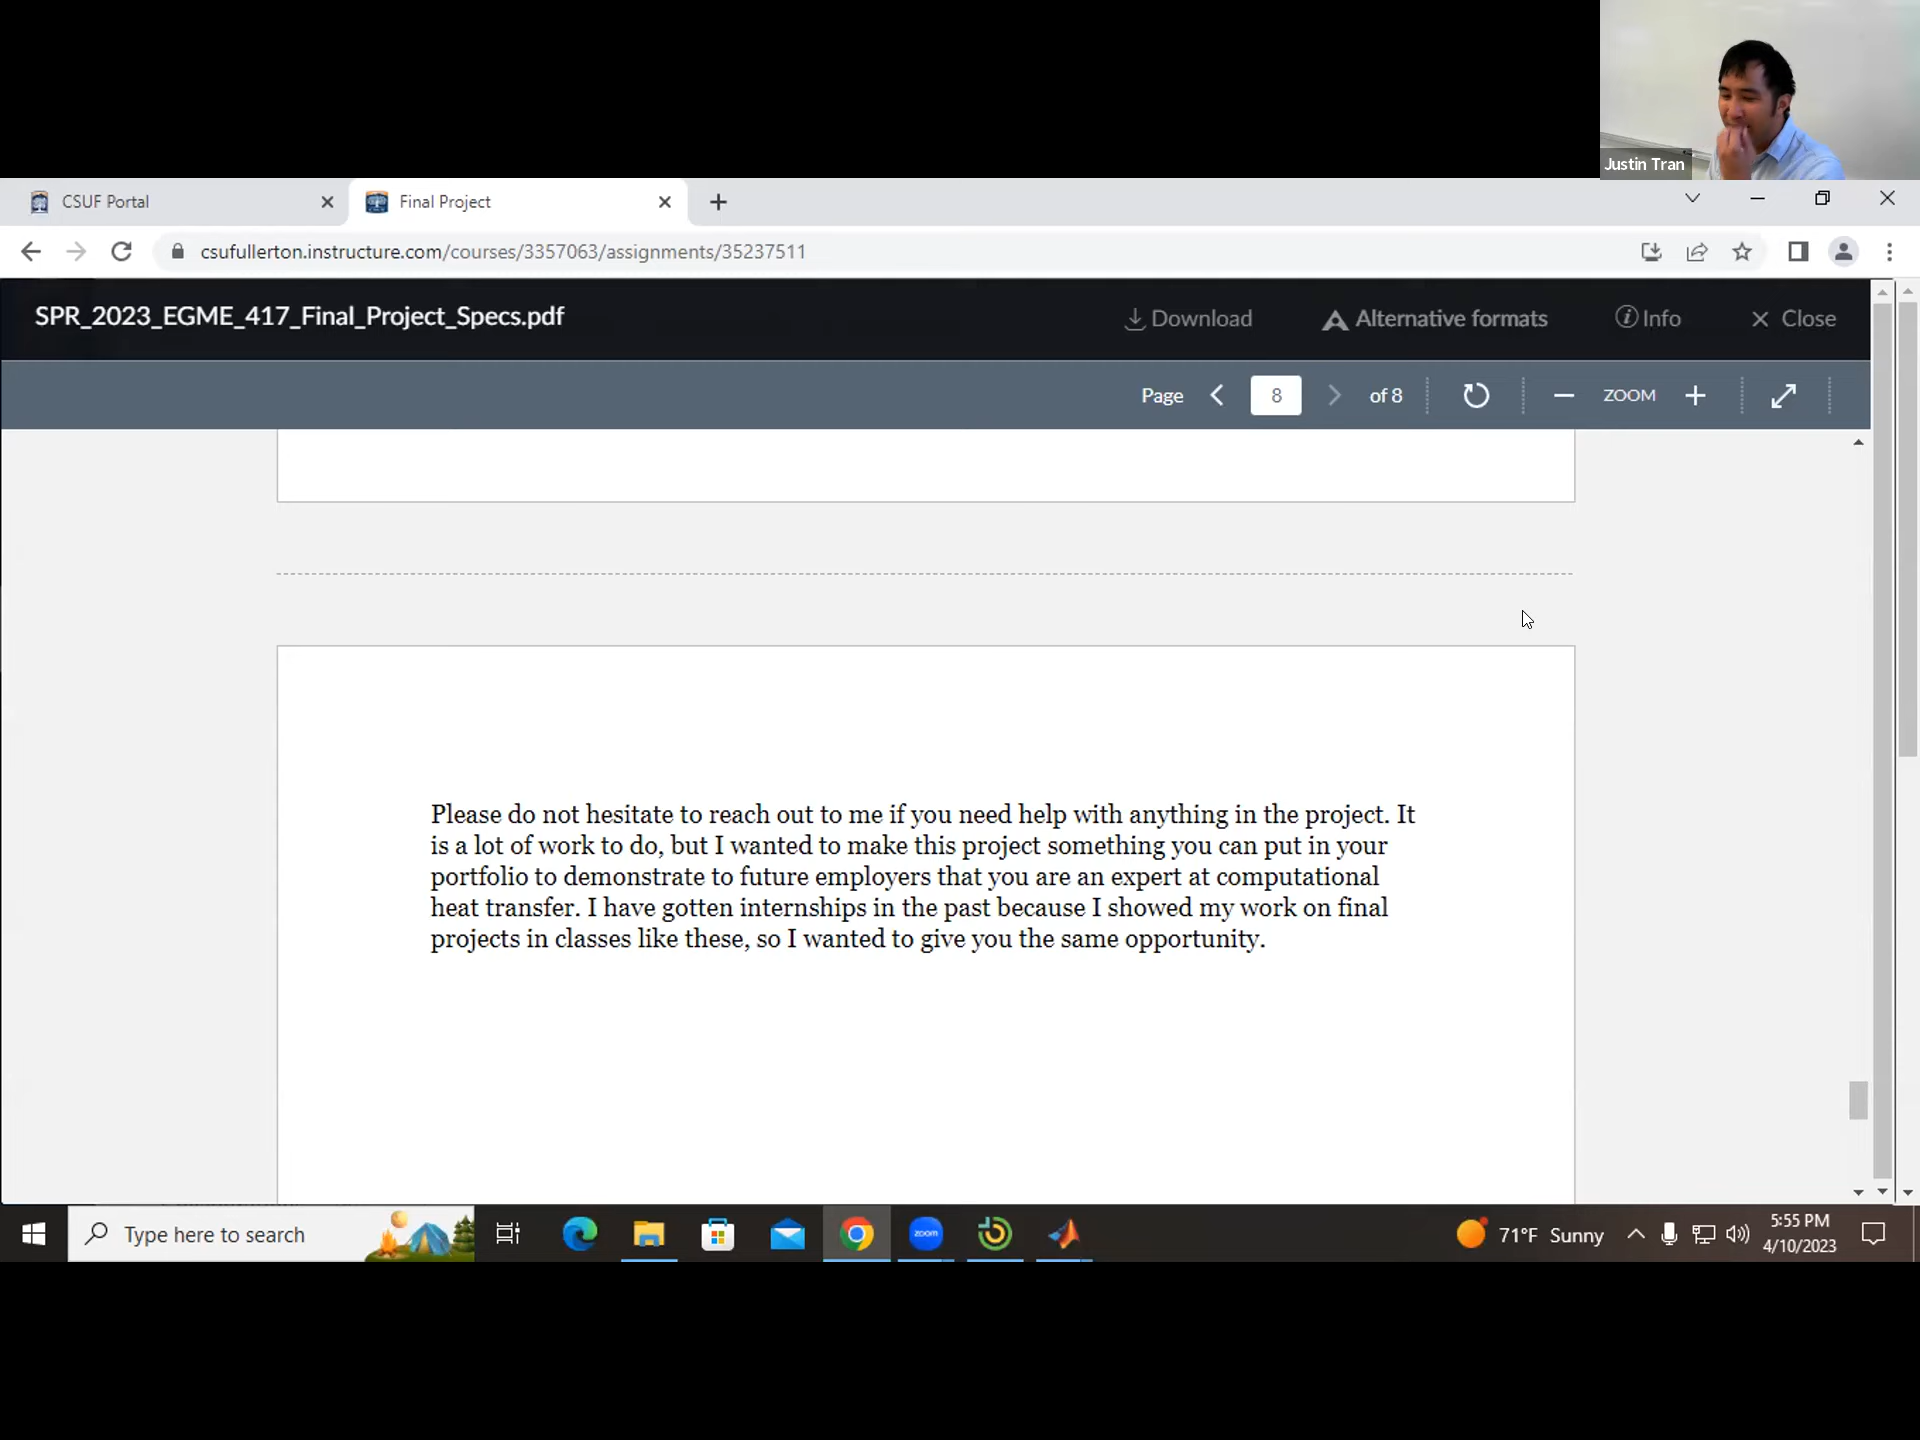 Justin Tran
CSUF Portal
Final Project
csufullerton.instructure.com/courses/3357063/assignments/35237511
SPR_2023_EGME_417_Final_Project_Specs.pdf
Download
Alternative formats
Info
Close
Page 8 of 8 ZOOM
Please do not hesitate to reach out to me if you need help with anything in the project. It
is a lot of work to do, but I wanted to make this project something you can put in your
portfolio to demonstrate to future employers that you are an expert at computational
heat transfer. I have gotten internships in the past because I showed my work on final
projects in classes like these, so I wanted to give you the same opportunity.
Type here to search
zoom
71°F Sunny
5:55 PM
4/10/2023